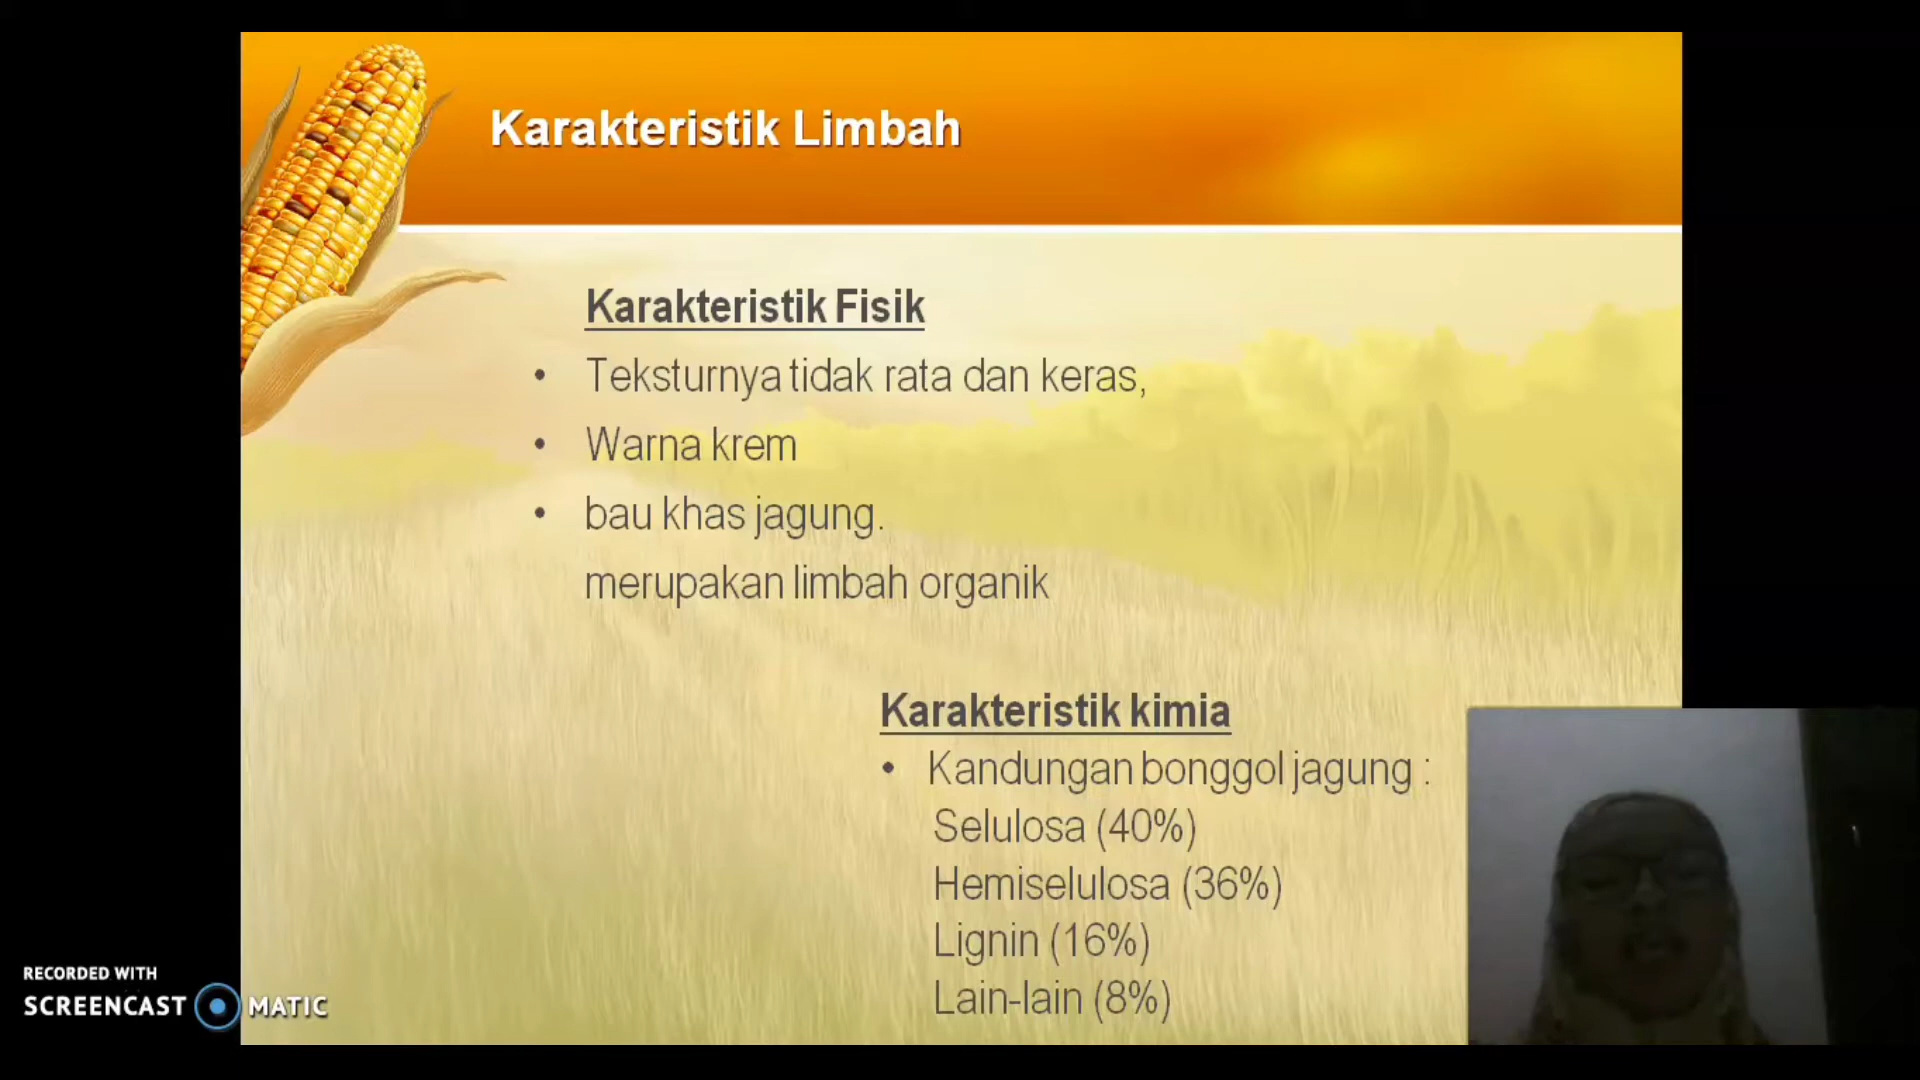 Karakteristik Limbah
Karakteristik Fisik
• Teksturnya tidak rata dan keras,
• Warna krem
• bau khas jagung.
merupakan limbah organik
Karakteristik kimia
• Kandungan bonggol jagung :
Selulosa (40%)
Hemiselulosa (36%)
Lignin (16%)
Lain-lain (8%)
RECORDED WITH
SCREENCAST MATIC